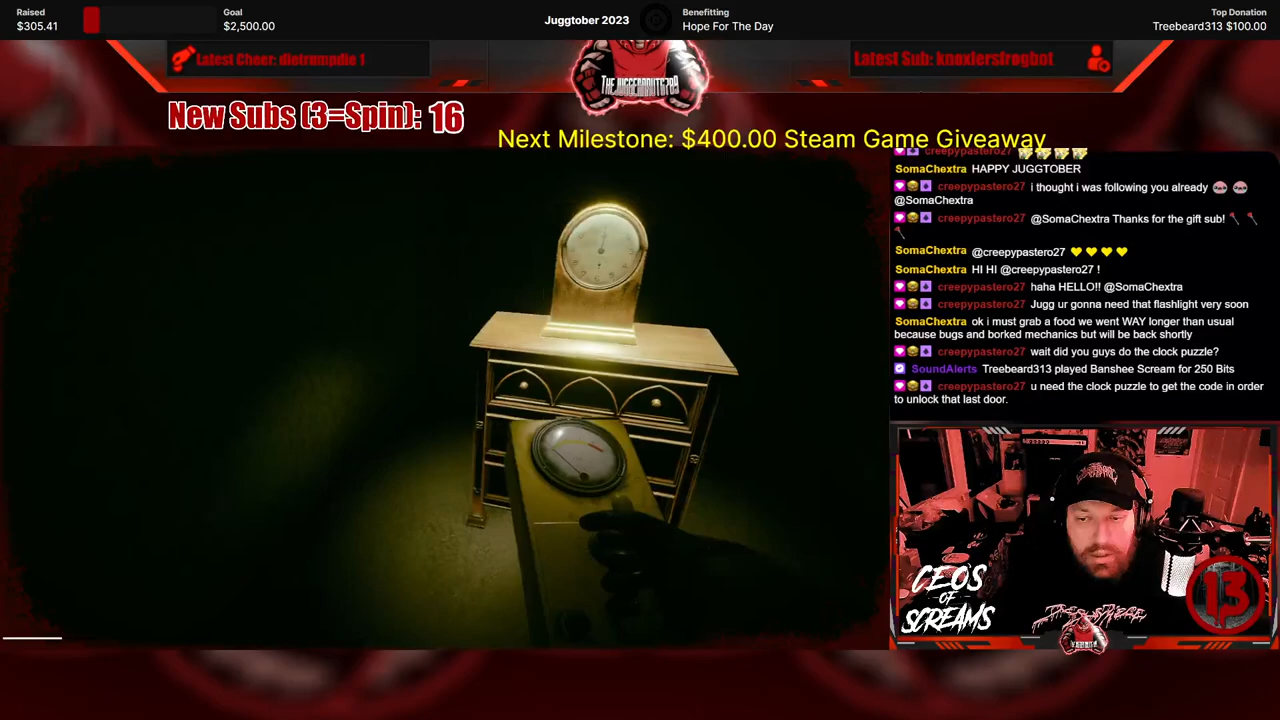 Raised
$305.41
Goal
$2,500.00
Juggtober 2023
Benefitting
Hope For The Day
Top Donation
Treebeard313 $100.00
Latest Cheer: dietrumpdie 1
THEJUGGERNAUT6789
Latest Sub: knoxiersfrogbot
New Subs (3=Spin): 16
Next Milestone: $400.00 Steam Game Giveaway
creepypastero27
SomaChextra HAPPY JUGGTOBER
creepypastero27 i thought i was following you already
@SomaChextra
creepypastero27 @SomaChextra Thanks for the gift sub!
SomaChextra @creepypastero27
SomaChextra HI HI @creepypastero27 !
creepypastero27 haha HELLO!! @SomaChextra
creepypastero27 Jugg ur gonna need that flashlight very soon
SomaChextra ok i must grab a food we went WAY longer than usual
because bugs and borked mechanics but will be back shortly
creepypastero27 wait did you guys do the clock puzzle?
SoundAlerts Treebeard313 played Banshee Scream for 250 Bits
creepypastero27 u need the clock puzzle to get the code in order
to unlock that last door.
CEOS
OF
SCREAMS
13